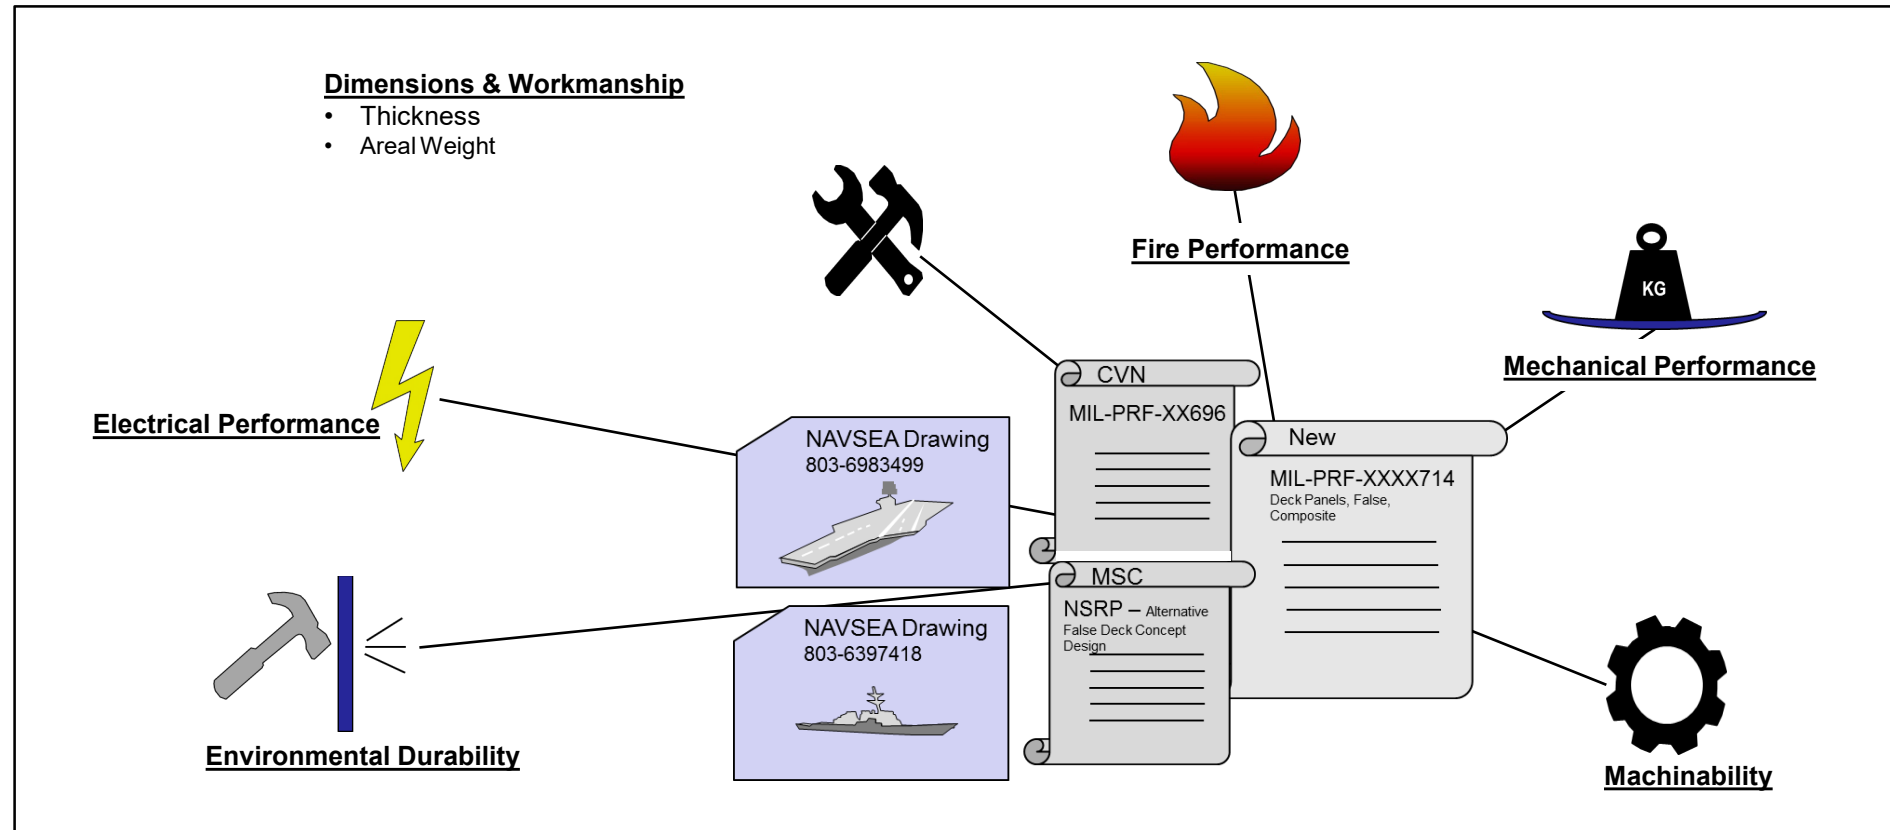 Dimensions & Workmanship
• Thickness
• Areal Weight
Fire Performance
KG
Mechanical Performance
Electrical Performance
CVN
MIL-PRF-XX696
New
MIL-PRF-XXXX714
Deck Panels, False,
Composite
NAVSEA Drawing
803-6983499
MSC
NSRP – Alternative
False Deck Concept
Design
NAVSEA Drawing
803-6397418
Environmental Durability
Machinability